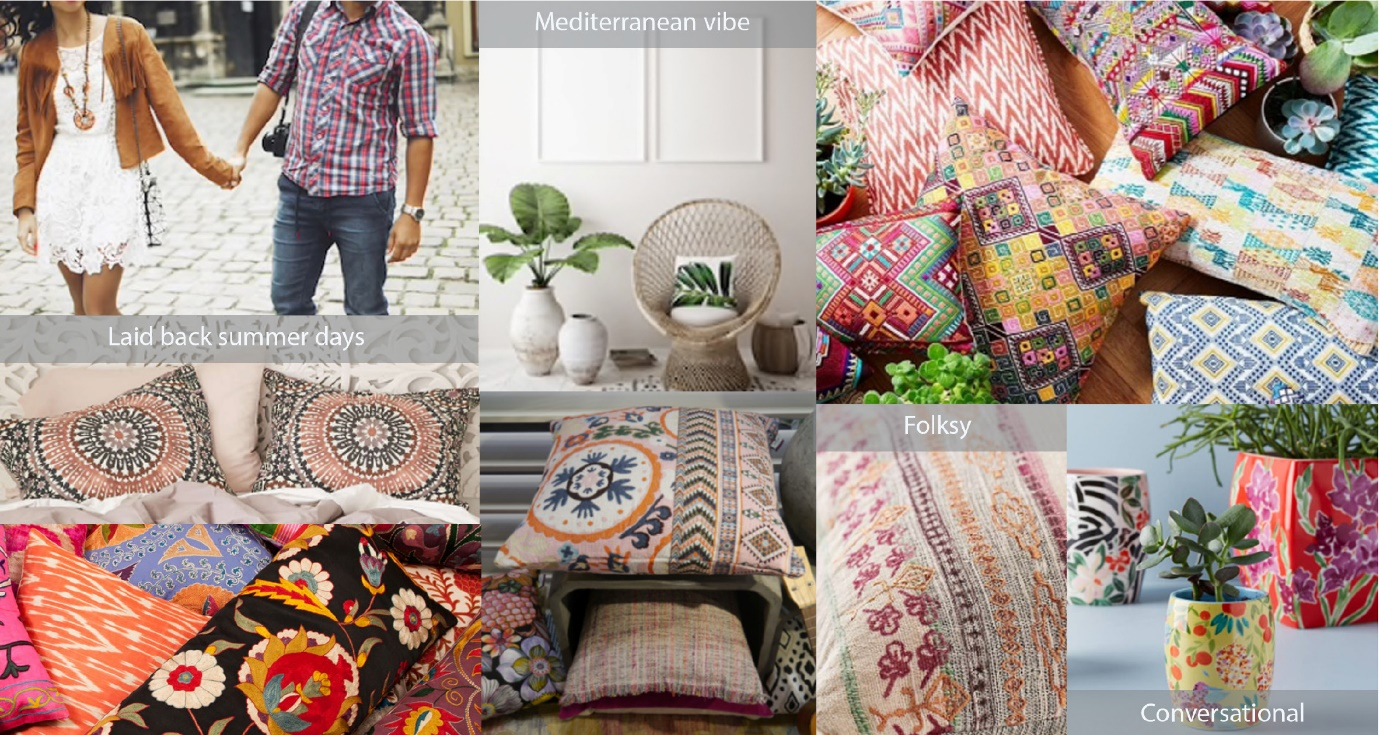 Mediterranean vibe
Laid back summer days
Folksy
Conversational